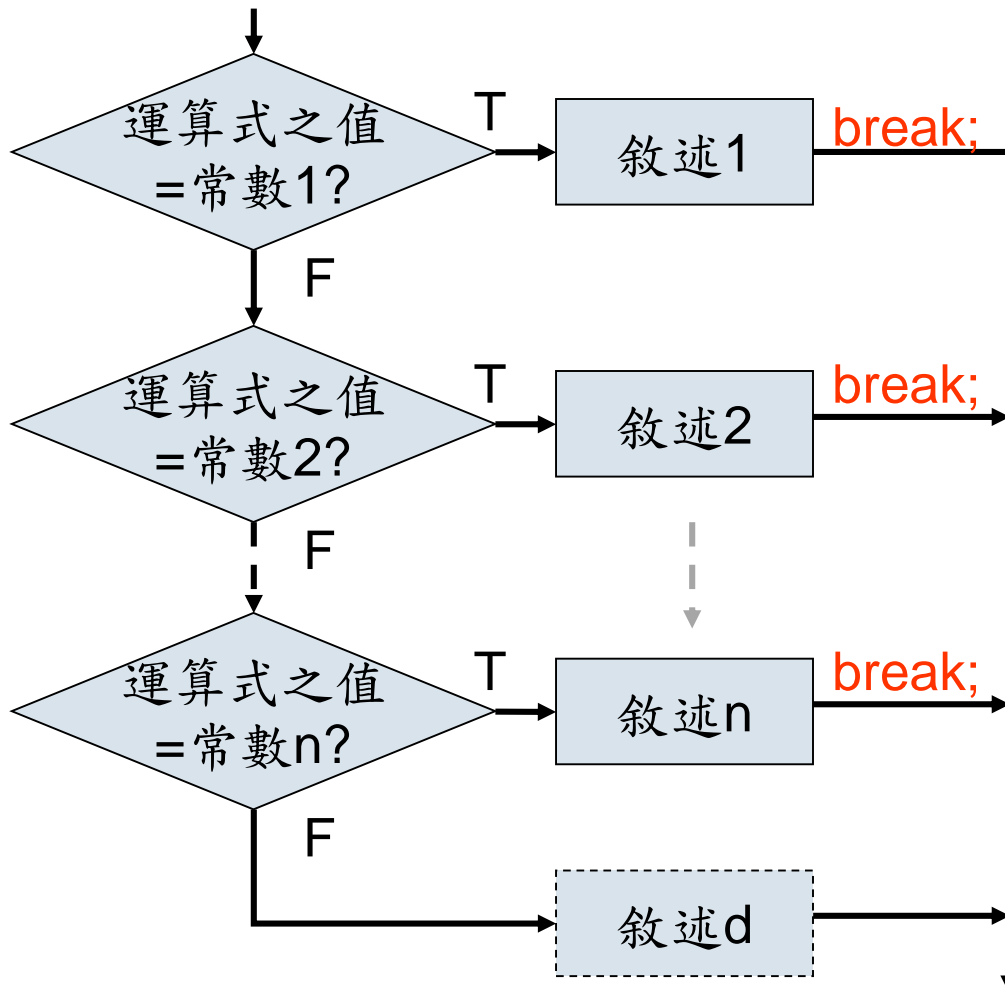 運算式之值
=常數1?
T
敘述1
break;
F
運算式之值
=常數2?
T
敘述2
break;
F
運算式之值
=常數n?
T
敘述n
break;
F
敘述d